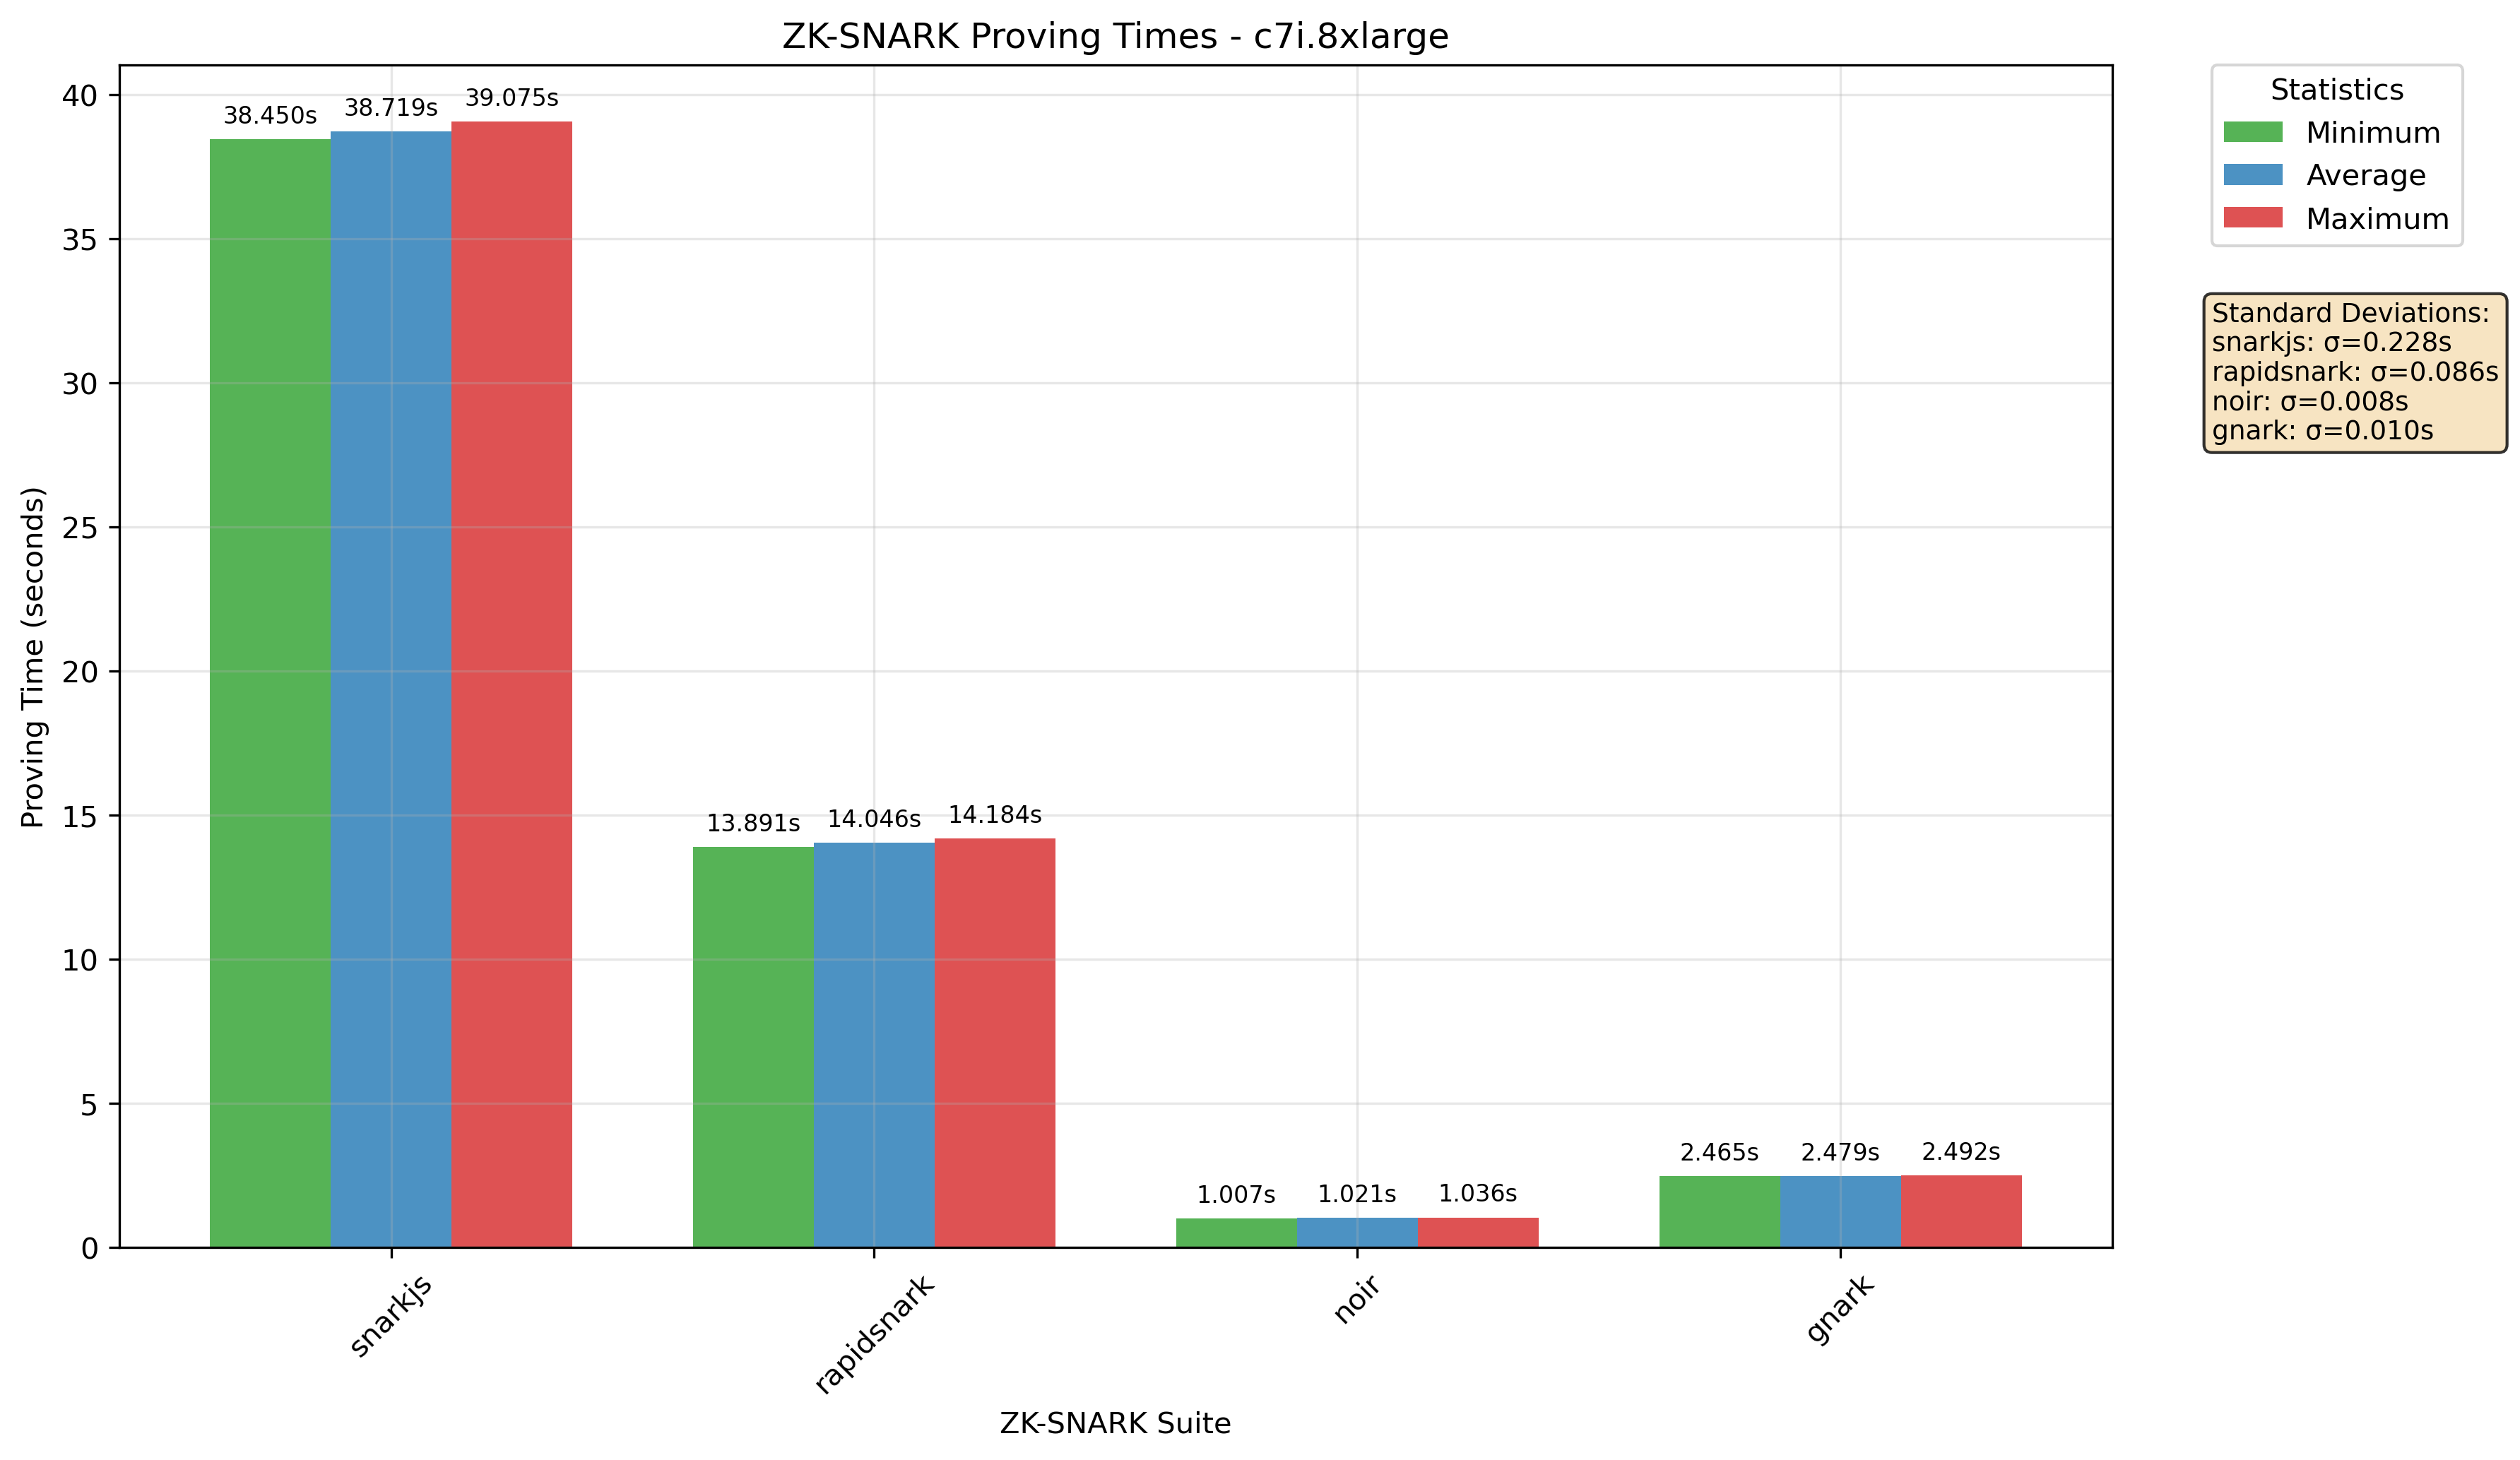 ZK-SNARK Proving Times - c7i.8xlarge
Proving Time (seconds)
40
35
30
25
20
15
10
5
0
38.450s
38.719s
39.075s
13.891s
14.046s
14.184s
1.007s
1.021s
1.036s
2.465s
2.479s
2.492s
snarkjs
rapidsnark
noir
gnark
ZK-SNARK Suite
Statistics
Minimum
Average
Maximum
Standard Deviations:
snarkjs: σ=0.228s
rapidsnark: σ=0.086s
noir: σ=0.008s
gnark: σ=0.010s